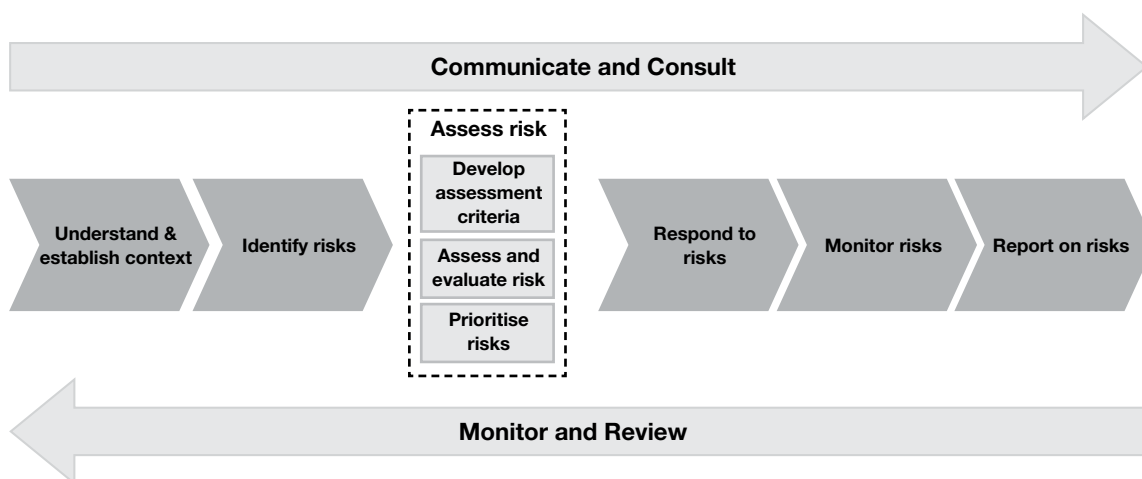 Communicate and Consult
Understand &
establish context
Identify risks
Assess risk
Develop
assessment
criteria
Assess and
evaluate risk
Prioritise
risks
Respond to
risks
Monitor risks
Report on risks
Monitor and Review